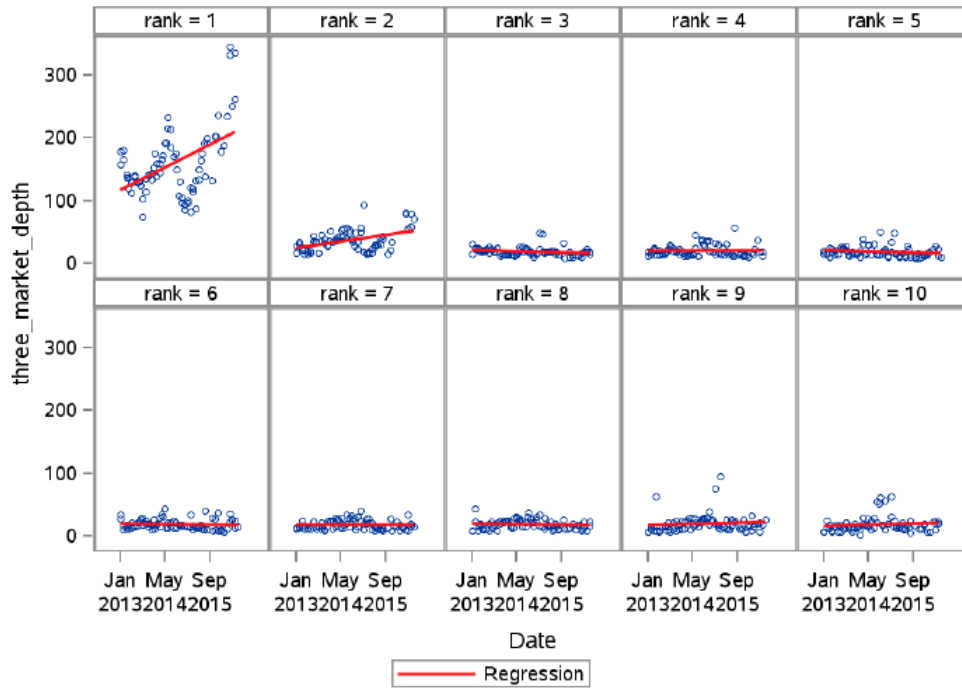 rank = 1 rank = 2 rank = 3 rank = 4 rank = 5
300
200
100
0
rank = 6 rank = 7 rank = 8 rank = 9 rank = 10
300
200
100
0
three_market_depth
Jan May Sep Jan May Sep Jan May Sep Jan May Sep Jan May Sep
201320142015 201320142015 201320142015 201320142015 201320142015
Date
Regression